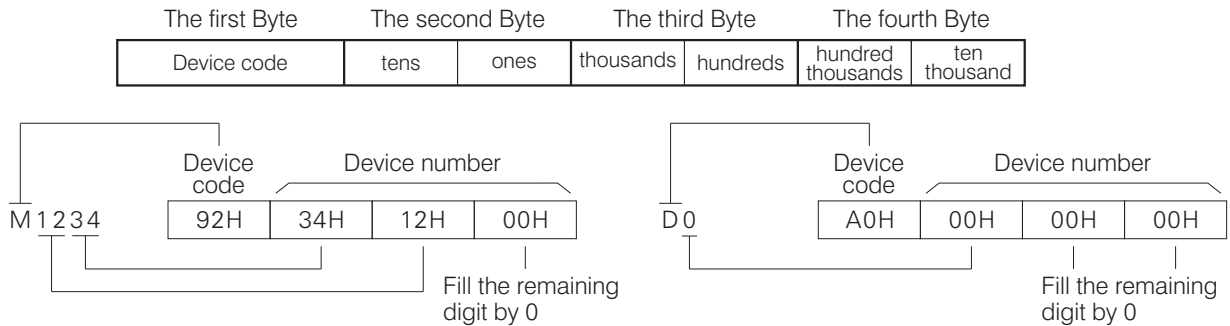 The first Byte The second Byte The third Byte The fourth Byte
Device code tens ones thousands hundreds hundred thousands ten thousand
Device code Device number
M1234 92H 34H 12H 00H
Fill the remaining
digit by 0
Device code Device number
D0 A0H 00H 00H 00H
Fill the remaining
digit by 0